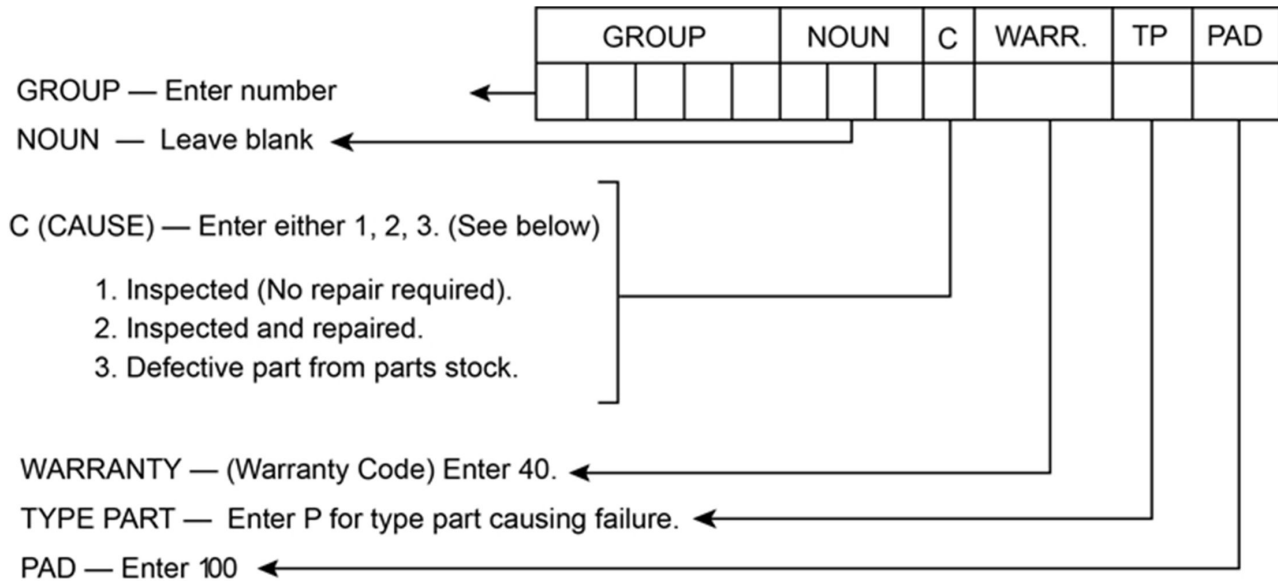 GROUP NOUN C WARR. TP PAD
GROUP — Enter number
NOUN — Leave blank
C (CAUSE) — Enter either 1, 2, 3. (See below)
1. Inspected (No repair required).
2. Inspected and repaired.
3. Defective part from parts stock.
WARRANTY — (Warranty Code) Enter 40.
TYPE PART — Enter P for type part causing failure.
PAD — Enter 100